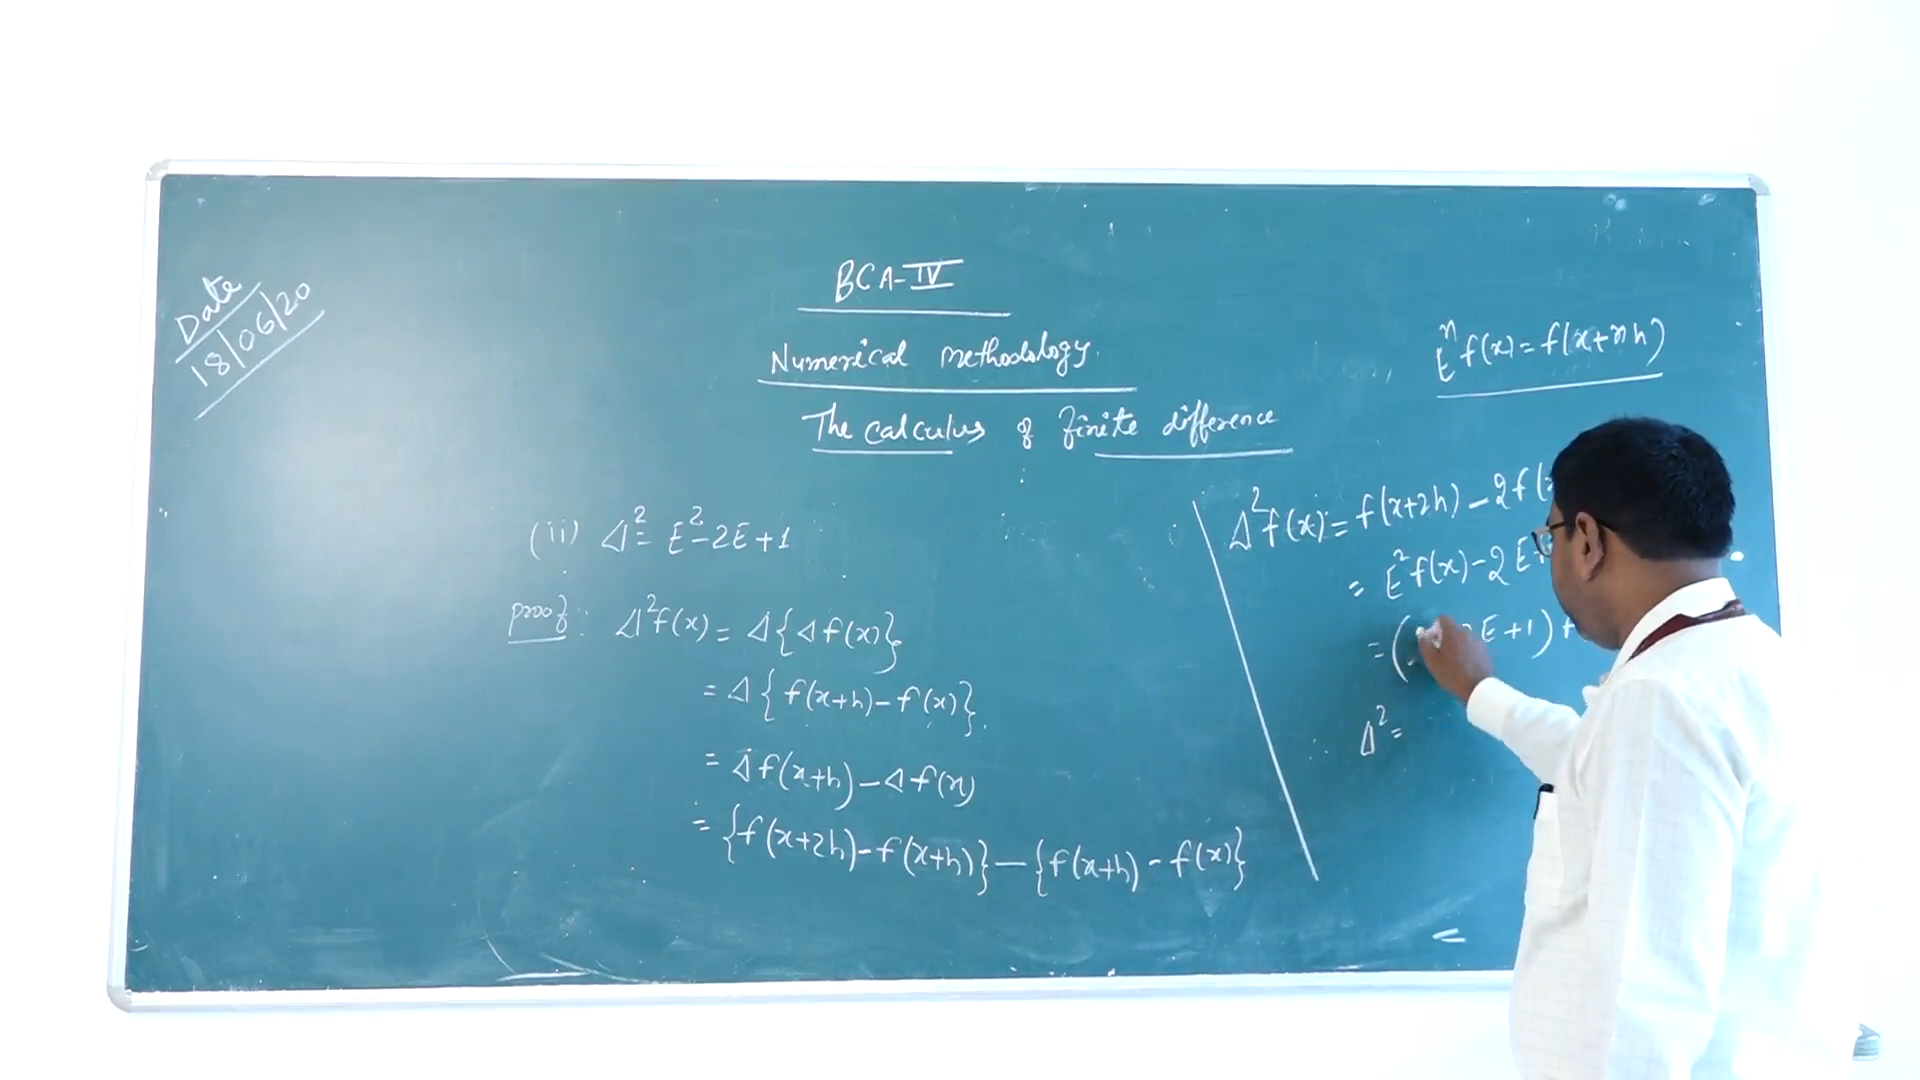 Date
18/06/20
BCA-IV
Numerical methodology.
The calculus of finite difference
(ii) Δ² = E² - 2E + 1
proof: Δ²f(x) = Δ{Δf(x)}
= Δ{f(x+h) - f(x)}.
= Δf(x+h) - Δf(x)
= {f(x+2h) - f(x+h)} - {f(x+h) - f(x)}
Eⁿf(x) = f(x+nh)
Δ²f(x) = f(x+2h) - 2f(
= E²f(x) - 2E
= ( E + 1)
∴ Δ² =